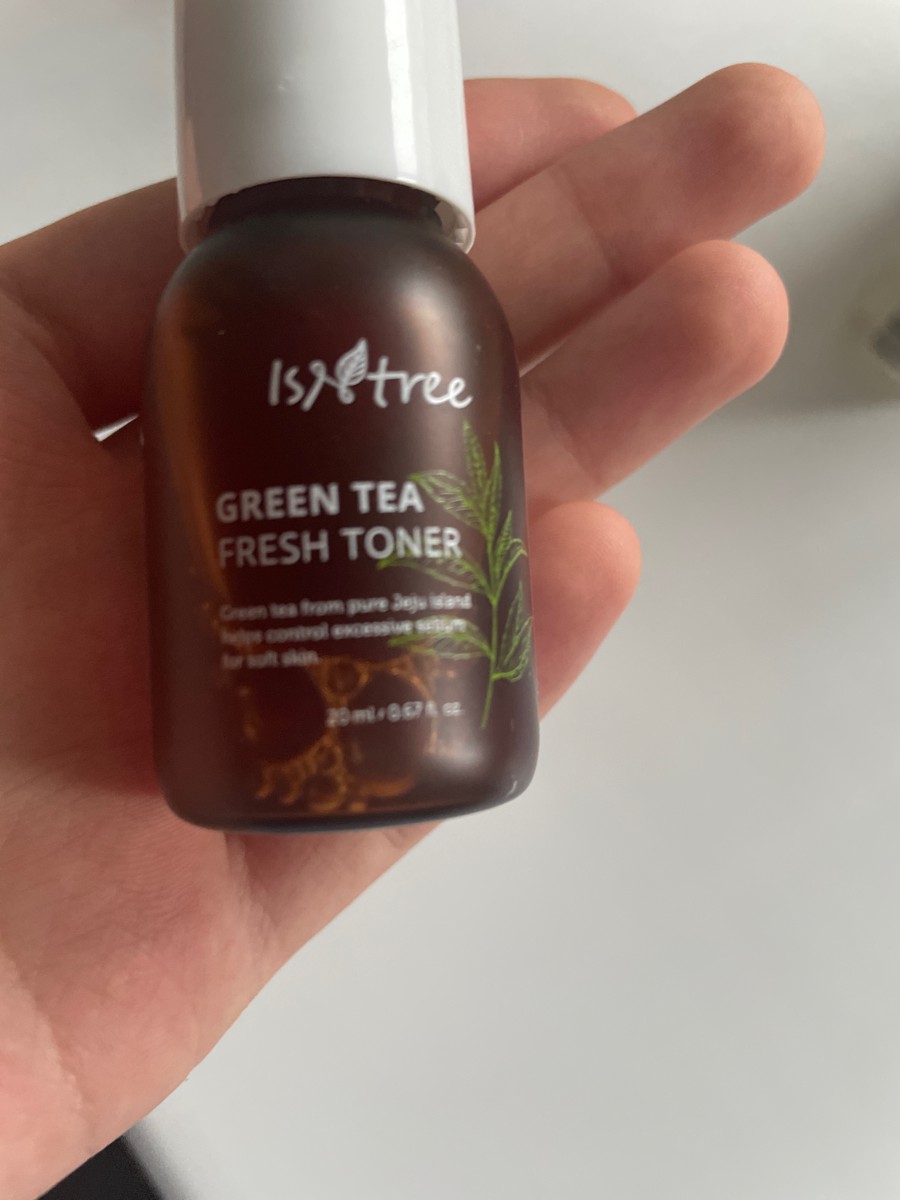 IsNtree
GREEN TEA
FRESH TONER
Green tea from pure Jeju island
helps control excessive sebum
for soft skin
20 ml / 0.67 fl. oz.